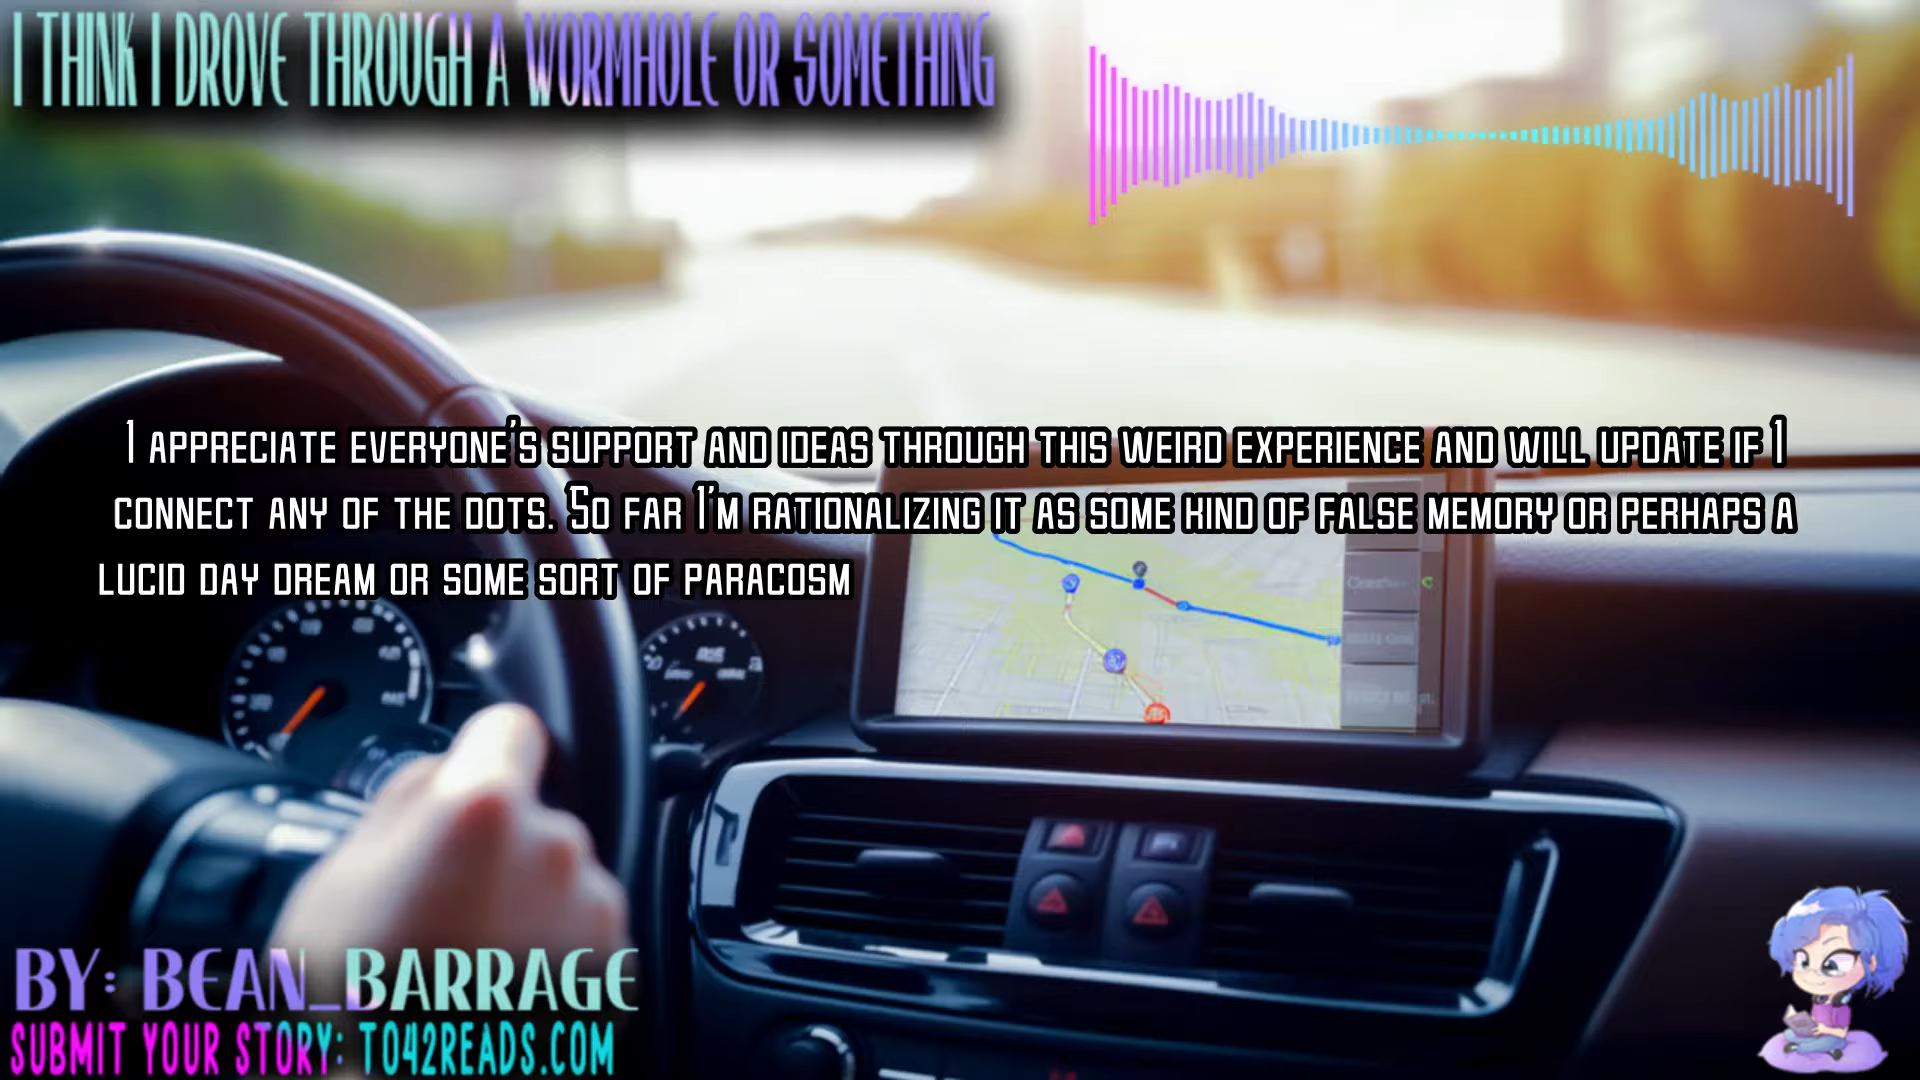 I THINK I DROVE THROUGH A WORMHOLE OR SOMETHING
I APPRECIATE EVERYONE'S SUPPORT AND IDEAS THROUGH THIS WEIRD EXPERIENCE AND WILL UPDATE IF I
CONNECT ANY OF THE DOTS. SO FAR I'M RATIONALIZING IT AS SOME KIND OF FALSE MEMORY OR PERHAPS A
LUCID DAY DREAM OR SOME SORT OF PARACOSM
BY: BEAN_BARRAGE
SUBMIT YOUR STORY: TO42READS.COM